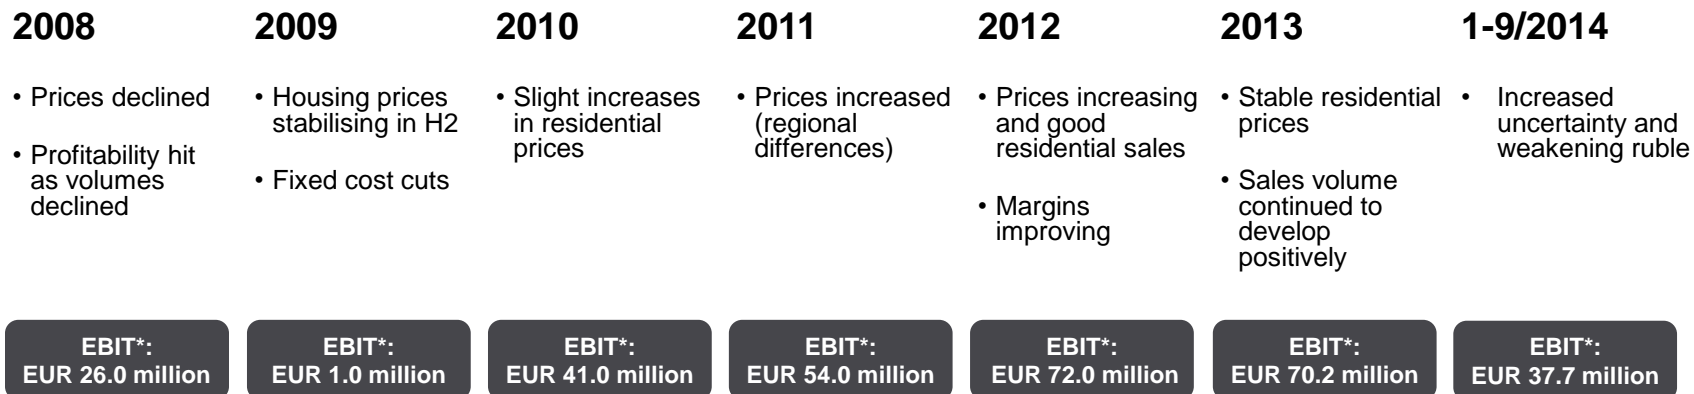 2008
• Prices declined
• Profitability hit
as volumes
declined
EBIT*:
EUR 26.0 million
2009
• Housing prices
stabilising in H2
• Fixed cost cuts
EBIT*:
EUR 1.0 million
2010
• Slight increases
in residential
prices
EBIT*:
EUR 41.0 million
2011
• Prices increased
(regional
differences)
EBIT*:
EUR 54.0 million
2012
• Prices increasing
and good
residential sales
• Margins
improving
EBIT*:
EUR 72.0 million
2013
• Stable residential
prices
• Sales volume
continued to
develop
positively
EBIT*:
EUR 70.2 million
1-9/2014
• Increased
uncertainty and
weakening ruble
EBIT*:
EUR 37.7 million